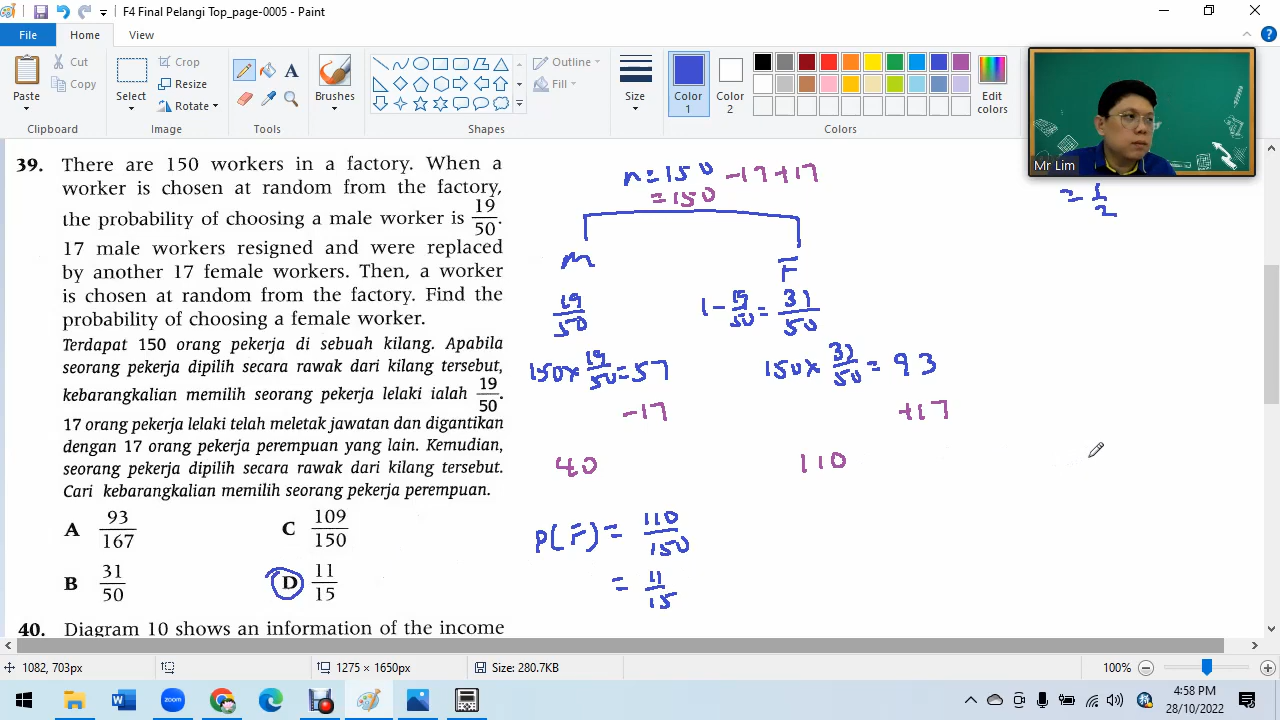 F4 Final Pelangi Top_page-0005 - Paint
File Home View
Paste
Cut
Copy
Clipboard
Select
Crop
Resize
Rotate
Image
Tools
Brushes
Shapes
Outline
Fill
Size
Color 1
Color 2
Colors
Edit colors
Mr Lim
39. There are 150 workers in a factory. When a
worker is chosen at random from the factory,
the probability of choosing a male worker is 19/50.
17 male workers resigned and were replaced
by another 17 female workers. Then, a worker
is chosen at random from the factory. Find the
probability of choosing a female worker.
Terdapat 150 orang pekerja di sebuah kilang. Apabila
seorang pekerja dipilih secara rawak dari kilang tersebut,
kebarangkalian memilih seorang pekerja lelaki ialah 19/50.
17 orang pekerja lelaki telah meletak jawatan dan digantikan
dengan 17 orang pekerja perempuan yang lain. Kemudian,
seorang pekerja dipilih secara rawak dari kilang tersebut.
Cari kebarangkalian memilih seorang pekerja perempuan.
A 93/167 C 109/150
B 31/50 D 11/15
40. Diagram 10 shows an information of the income
n=150 -17+17
=150
M F
19/50 1-19/50=31/50
150×19/50=57 150×31/50=93
-17 +17
40 110
P(F)=110/150
=11/15
=1/2
1082, 703px
1275 × 1650px
Size: 280.7KB
100%
zoom
4:58 PM
28/10/2022